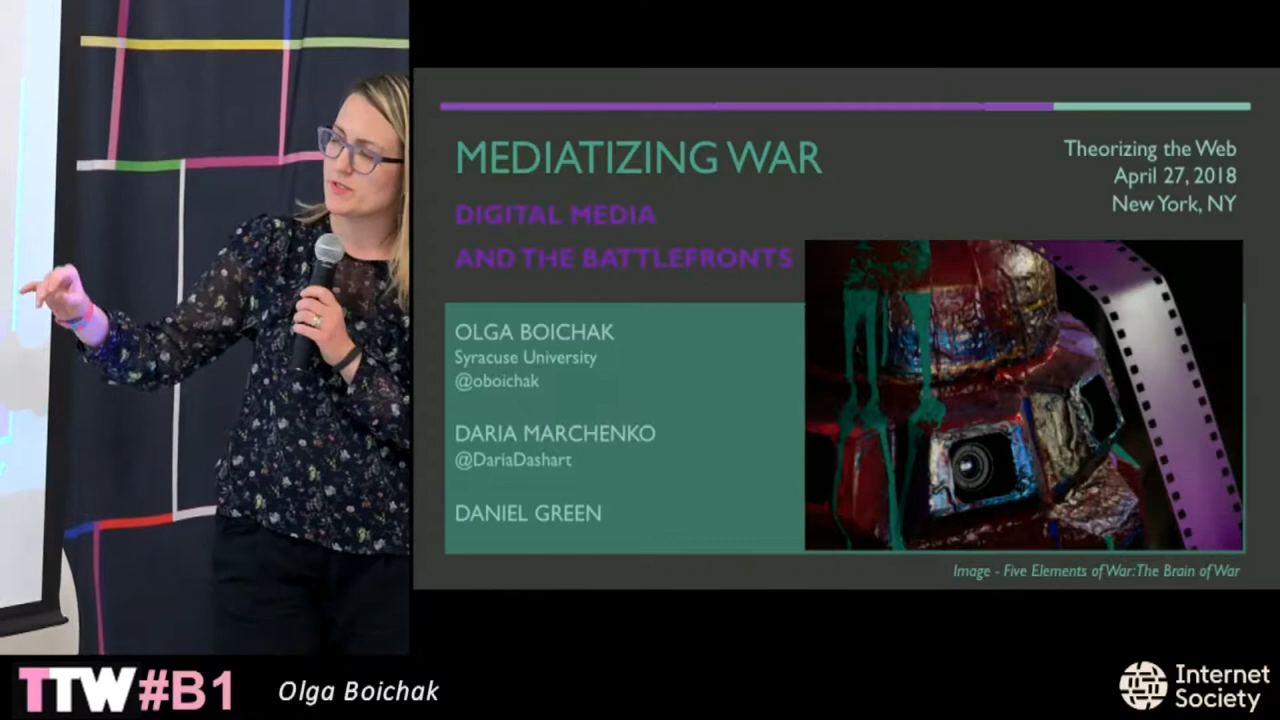 MEDIATIZING WAR
DIGITAL MEDIA
AND THE BATTLEFRONTS
Theorizing the Web
April 27, 2018
New York, NY
OLGA BOICHAK
Syracuse University
@oboichak
DARIA MARCHENKO
@DariaDashart
DANIEL GREEN
Image - Five Elements of War: The Brain of War
TTW#B1
Olga Boichak
Internet
Society